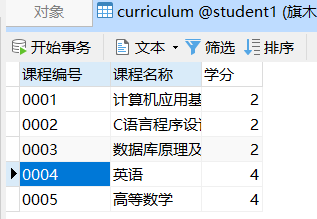 对象
curriculum @student1 (旗木
开始事务 文本 筛选 排序
课程编号 课程名称 学分
0001 计算机应用基 2
0002 C语言程序设 2
0003 数据库原理及 2
0004 英语 4
0005 高等数学 4